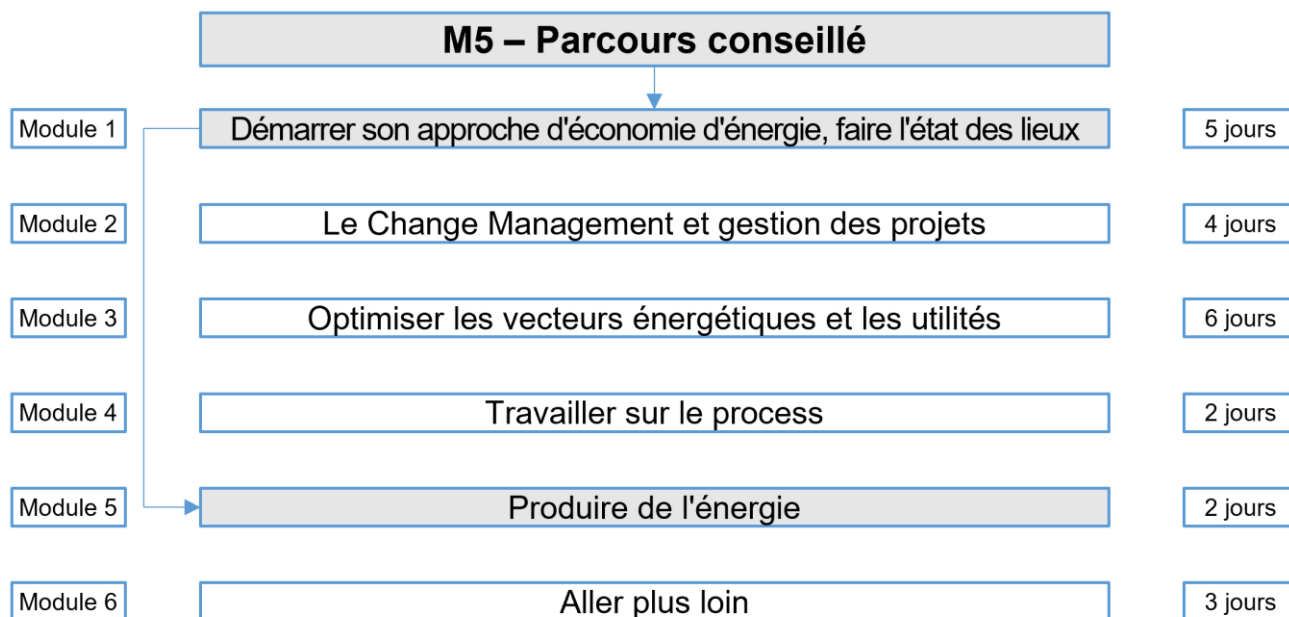 M5 – Parcours conseillé
Module 1 Démarrer son approche d'économie d'énergie, faire l'état des lieux 5 jours
Module 2 Le Change Management et gestion des projets 4 jours
Module 3 Optimiser les vecteurs énergétiques et les utilités 6 jours
Module 4 Travailler sur le process 2 jours
Module 5 Produire de l'énergie 2 jours
Module 6 Aller plus loin 3 jours